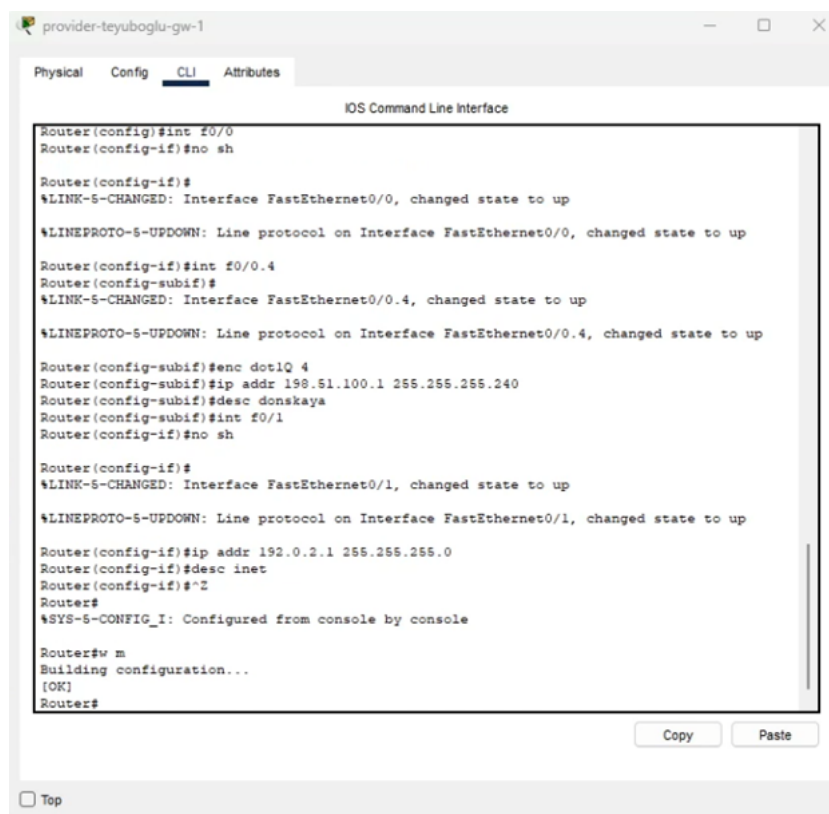 provider-teyuboglu-gw-1
Physical Config CLI Attributes
IOS Command Line Interface
Router(config)#int f0/0
Router(config-if)#no sh
Router(config-if)#
%LINK-5-CHANGED: Interface FastEthernet0/0, changed state to up
%LINEPROTO-5-UPDOWN: Line protocol on Interface FastEthernet0/0, changed state to up
Router(config-if)#int f0/0.4
Router(config-subif)#
%LINK-5-CHANGED: Interface FastEthernet0/0.4, changed state to up
%LINEPROTO-5-UPDOWN: Line protocol on Interface FastEthernet0/0.4, changed state to up
Router(config-subif)#enc dot1Q 4
Router(config-subif)#ip addr 198.51.100.1 255.255.255.240
Router(config-subif)#desc donskaya
Router(config-subif)#int f0/1
Router(config-if)#no sh
Router(config-if)#
%LINK-5-CHANGED: Interface FastEthernet0/1, changed state to up
%LINEPROTO-5-UPDOWN: Line protocol on Interface FastEthernet0/1, changed state to up
Router(config-if)#ip addr 192.0.2.1 255.255.255.0
Router(config-if)#desc inet
Router(config-if)#^Z
Router#
%SYS-5-CONFIG_I: Configured from console by console
Router#w m
Building configuration...
[OK]
Router#
Copy Paste
Top